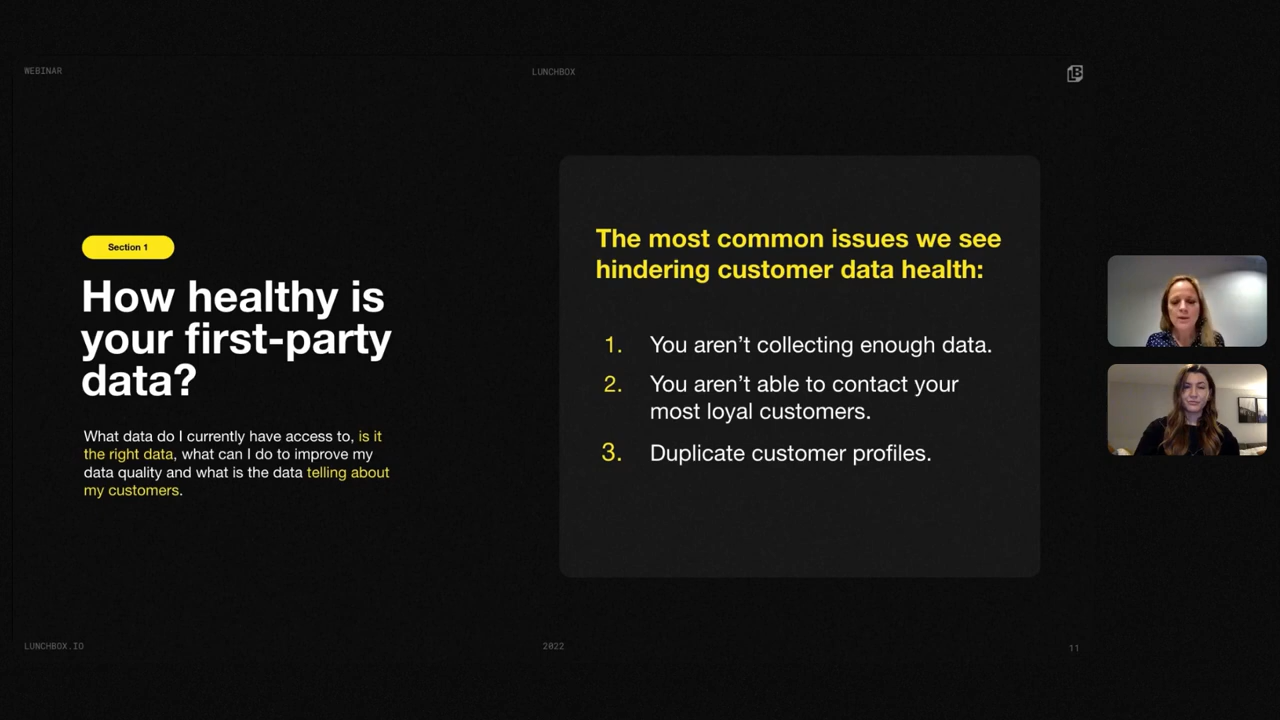 WEBINAR
LUNCHBOX
LB
Section 1
How healthy is
your first-party
data?
What data do I currently have access to, is it
the right data, what can I do to improve my
data quality and what is the data telling about
my customers.
The most common issues we see
hindering customer data health:
1. You aren’t collecting enough data.
2. You aren’t able to contact your
most loyal customers.
3. Duplicate customer profiles.
LUNCHBOX.IO
2022
11